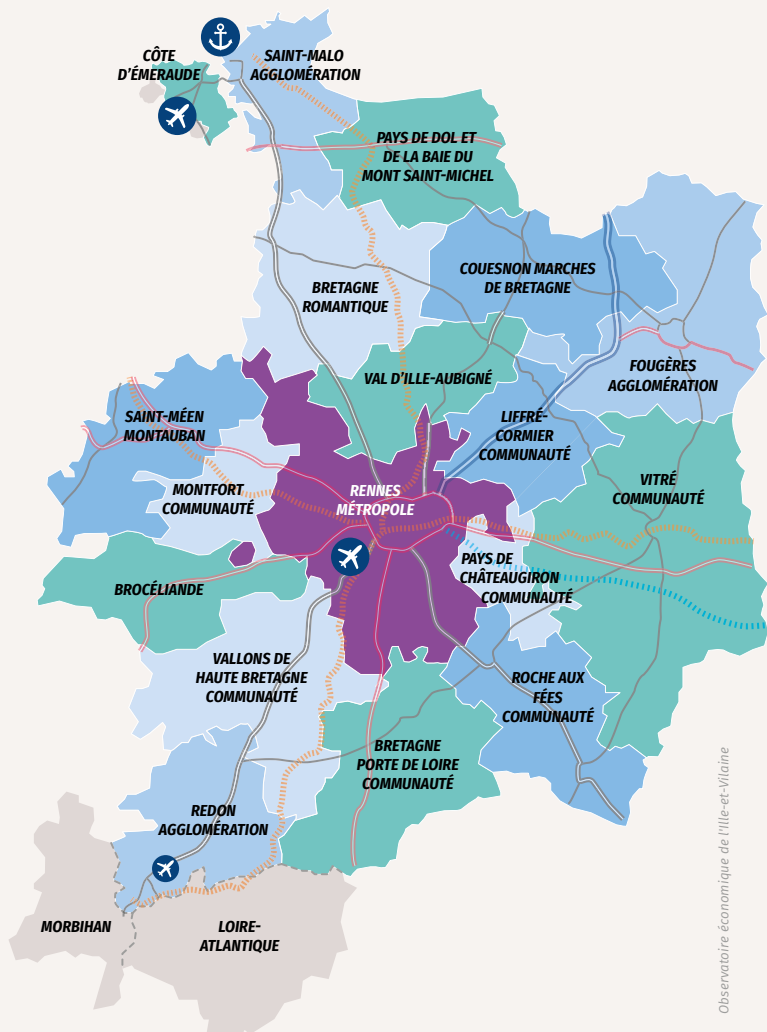 CÔTE
D'ÉMERAUDE
SAINT-MALO
AGGLOMÉRATION
PAYS DE DOL ET
DE LA BAIE DU
MONT SAINT-MICHEL
BRETAGNE
ROMANTIQUE
COUESNON MARCHES
DE BRETAGNE
FOUGÈRES
AGGLOMÉRATION
VAL D'ILLE-AUBIGNÉ
SAINT-MÉEN
MONTAUBAN
LIFFRÉ-
CORMIER
COMMUNAUTÉ
MONTFORT
COMMUNAUTÉ
RENNES
MÉTROPOLE
VITRÉ
COMMUNAUTÉ
BROCÉLIANDE
PAYS DE
CHÂTEAUGIRON
COMMUNAUTÉ
VALLONS DE
HAUTE BRETAGNE
COMMUNAUTÉ
ROCHE AUX
FÉES
COMMUNAUTÉ
BRETAGNE
PORTE DE LOIRE
COMMUNAUTÉ
REDON
AGGLOMÉRATION
MORBIHAN
LOIRE-
ATLANTIQUE
Observatoire économique de l'Ille-et-Vilaine